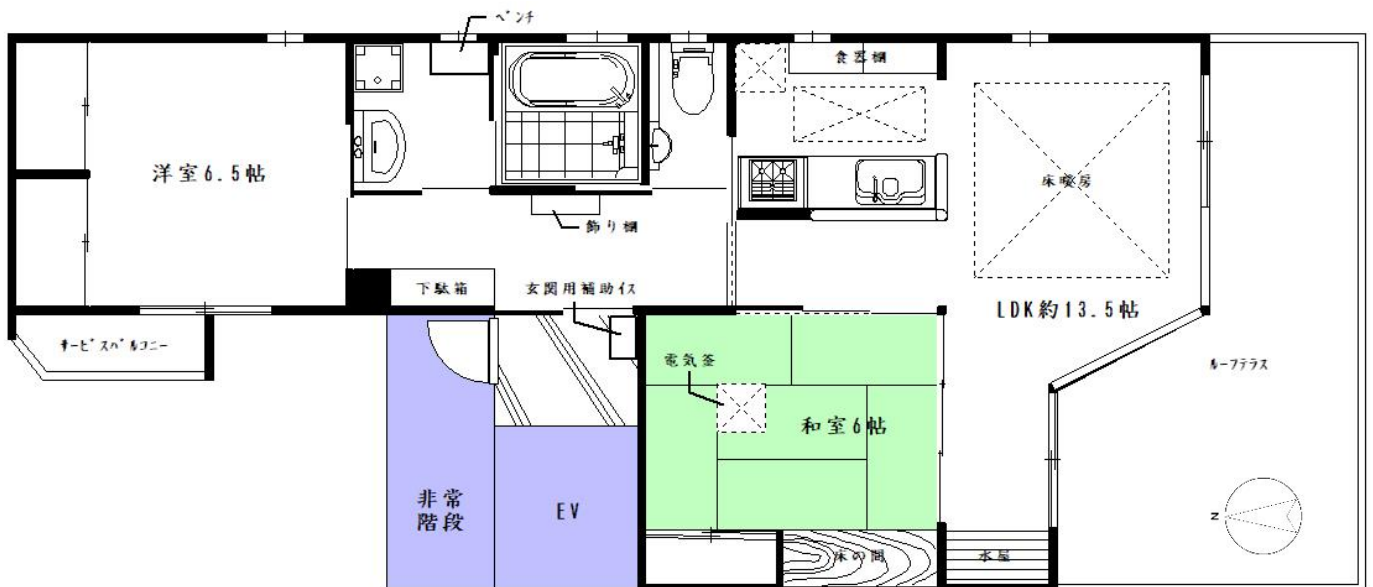 ベンチ
食器棚
洋室6.5帖
床暖房
飾り棚
下駄箱
玄関用補助イス
LDK約13.5帖
サービスバルコニー
電気釜
ルーフテラス
和室6帖
非常
階段
EV
N
床の間
水屋